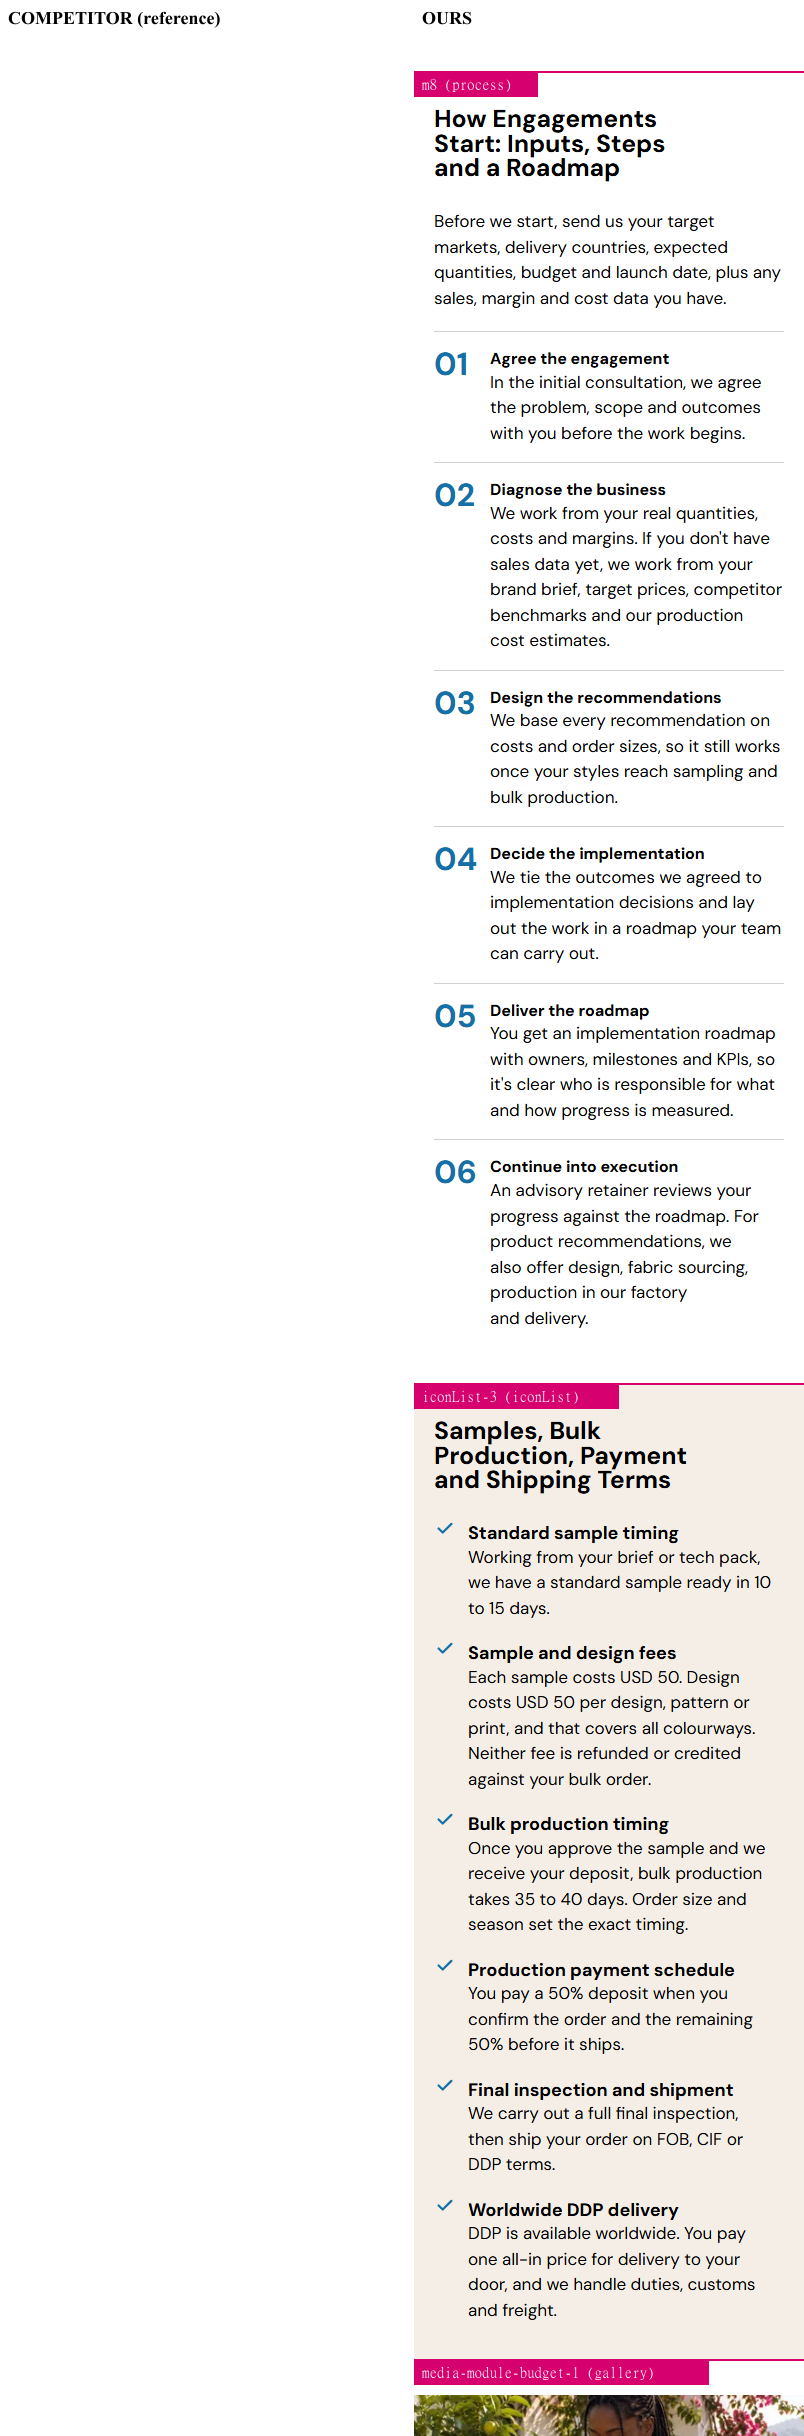 COMPETITOR (reference)
OURS
m8 (process)
How Engagements
Start: Inputs, Steps
and a Roadmap
Before we start, send us your target
markets, delivery countries, expected
quantities, budget and launch date, plus any
sales, margin and cost data you have.
01
Agree the engagement
In the initial consultation, we agree
the problem, scope and outcomes
with you before the work begins.
02
Diagnose the business
We work from your real quantities,
costs and margins. If you don't have
sales data yet, we work from your
brand brief, target prices, competitor
benchmarks and our production
cost estimates.
03
Design the recommendations
We base every recommendation on
costs and order sizes, so it still works
once your styles reach sampling and
bulk production.
04
Decide the implementation
We tie the outcomes we agreed to
implementation decisions and lay
out the work in a roadmap your team
can carry out.
05
Deliver the roadmap
You get an implementation roadmap
with owners, milestones and KPIs, so
it's clear who is responsible for what
and how progress is measured.
06
Continue into execution
An advisory retainer reviews your
progress against the roadmap. For
product recommendations, we
also offer design, fabric sourcing,
production in our factory
and delivery.
iconList-3 (iconList)
Samples, Bulk
Production, Payment
and Shipping Terms
Standard sample timing
Working from your brief or tech pack,
we have a standard sample ready in 10
to 15 days.
Sample and design fees
Each sample costs USD 50. Design
costs USD 50 per design, pattern or
print, and that covers all colourways.
Neither fee is refunded or credited
against your bulk order.
Bulk production timing
Once you approve the sample and we
receive your deposit, bulk production
takes 35 to 40 days. Order size and
season set the exact timing.
Production payment schedule
You pay a 50% deposit when you
confirm the order and the remaining
50% before it ships.
Final inspection and shipment
We carry out a full final inspection,
then ship your order on FOB, CIF or
DDP terms.
Worldwide DDP delivery
DDP is available worldwide. You pay
one all-in price for delivery to your
door, and we handle duties, customs
and freight.
media-module-budget-1 (gallery)